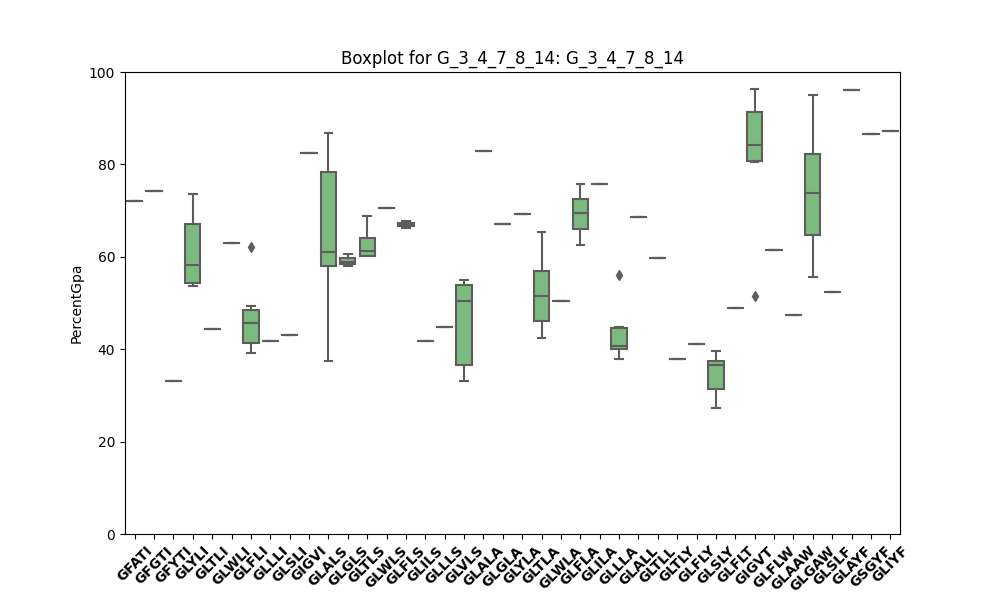 Boxplot for G_3_4_7_8_14: G_3_4_7_8_14
100
80
60
40
20
0
PercentGpa
GFATI
GFGTI
GFYTI
GLYLI
GLTLI
GLWLI
GLFLI
GLLLI
GLSLI
GIGVI
GLALS
GLGLS
GLTLS
GLWLS
GLFLS
GLILS
GLLLS
GLVLS
GLALA
GLGLA
GLYLA
GLTLA
GLWLA
GLFLA
GLILA
GLLLA
GLALL
GLTLL
GLTLY
GLFLY
GLSLY
GLFLT
GIGVT
GLFLW
GLAAW
GLGAW
GLSLF
GLAYF
GSGYF
GLIYF